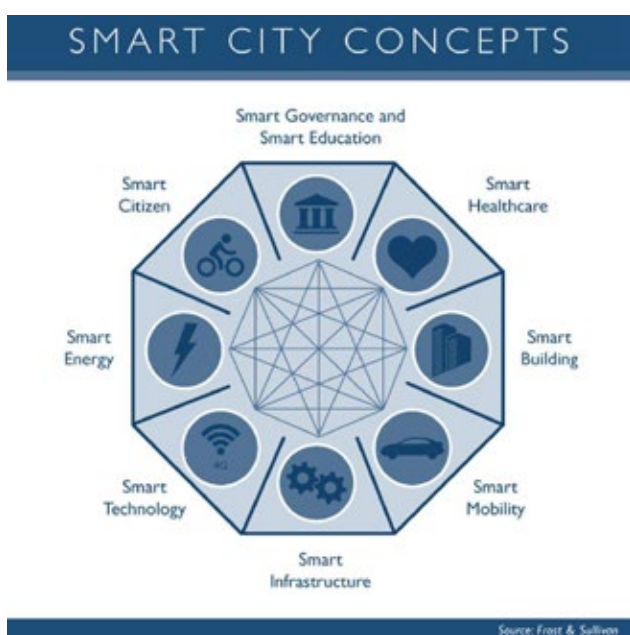 SMART CITY CONCEPTS
Smart Governance and
Smart Education
Smart
Citizen
Smart
Healthcare
Smart
Energy
Smart
Building
4G
Smart
Technology
Smart
Mobility
Smart
Infrastructure
Source: Frost & Sullivan